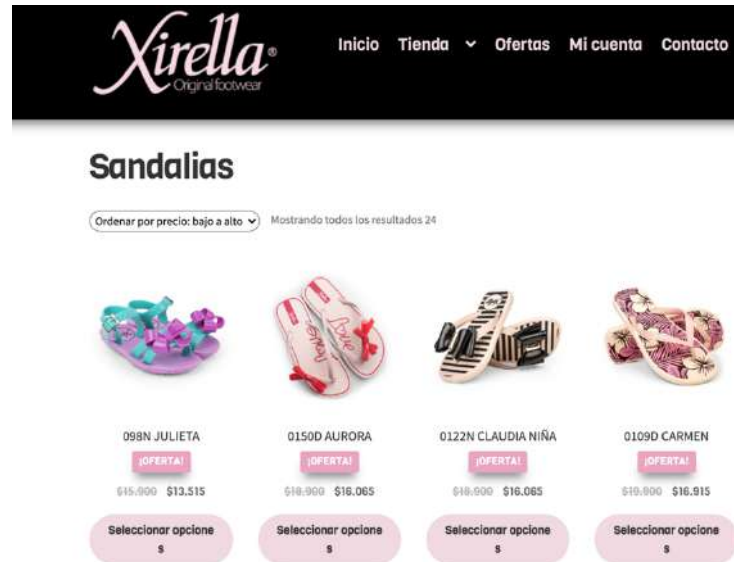 Xirella®
Original footwear
Inicio Tienda Ofertas Mi cuenta Contacto
Sandalias
Ordenar por precio: bajo a alto Mostrando todos los resultados 24
love
098N JULIETA 0150D AURORA 0122N CLAUDIA NIÑA 0109D CARMEN
¡OFERTA! ¡OFERTA! ¡OFERTA! ¡OFERTA!
$15.900 $13.515 $18.900 $16.065 $18.900 $16.065 $19.900 $16.915
Seleccionar opcione Seleccionar opcione Seleccionar opcione Seleccionar opcione
s s s s